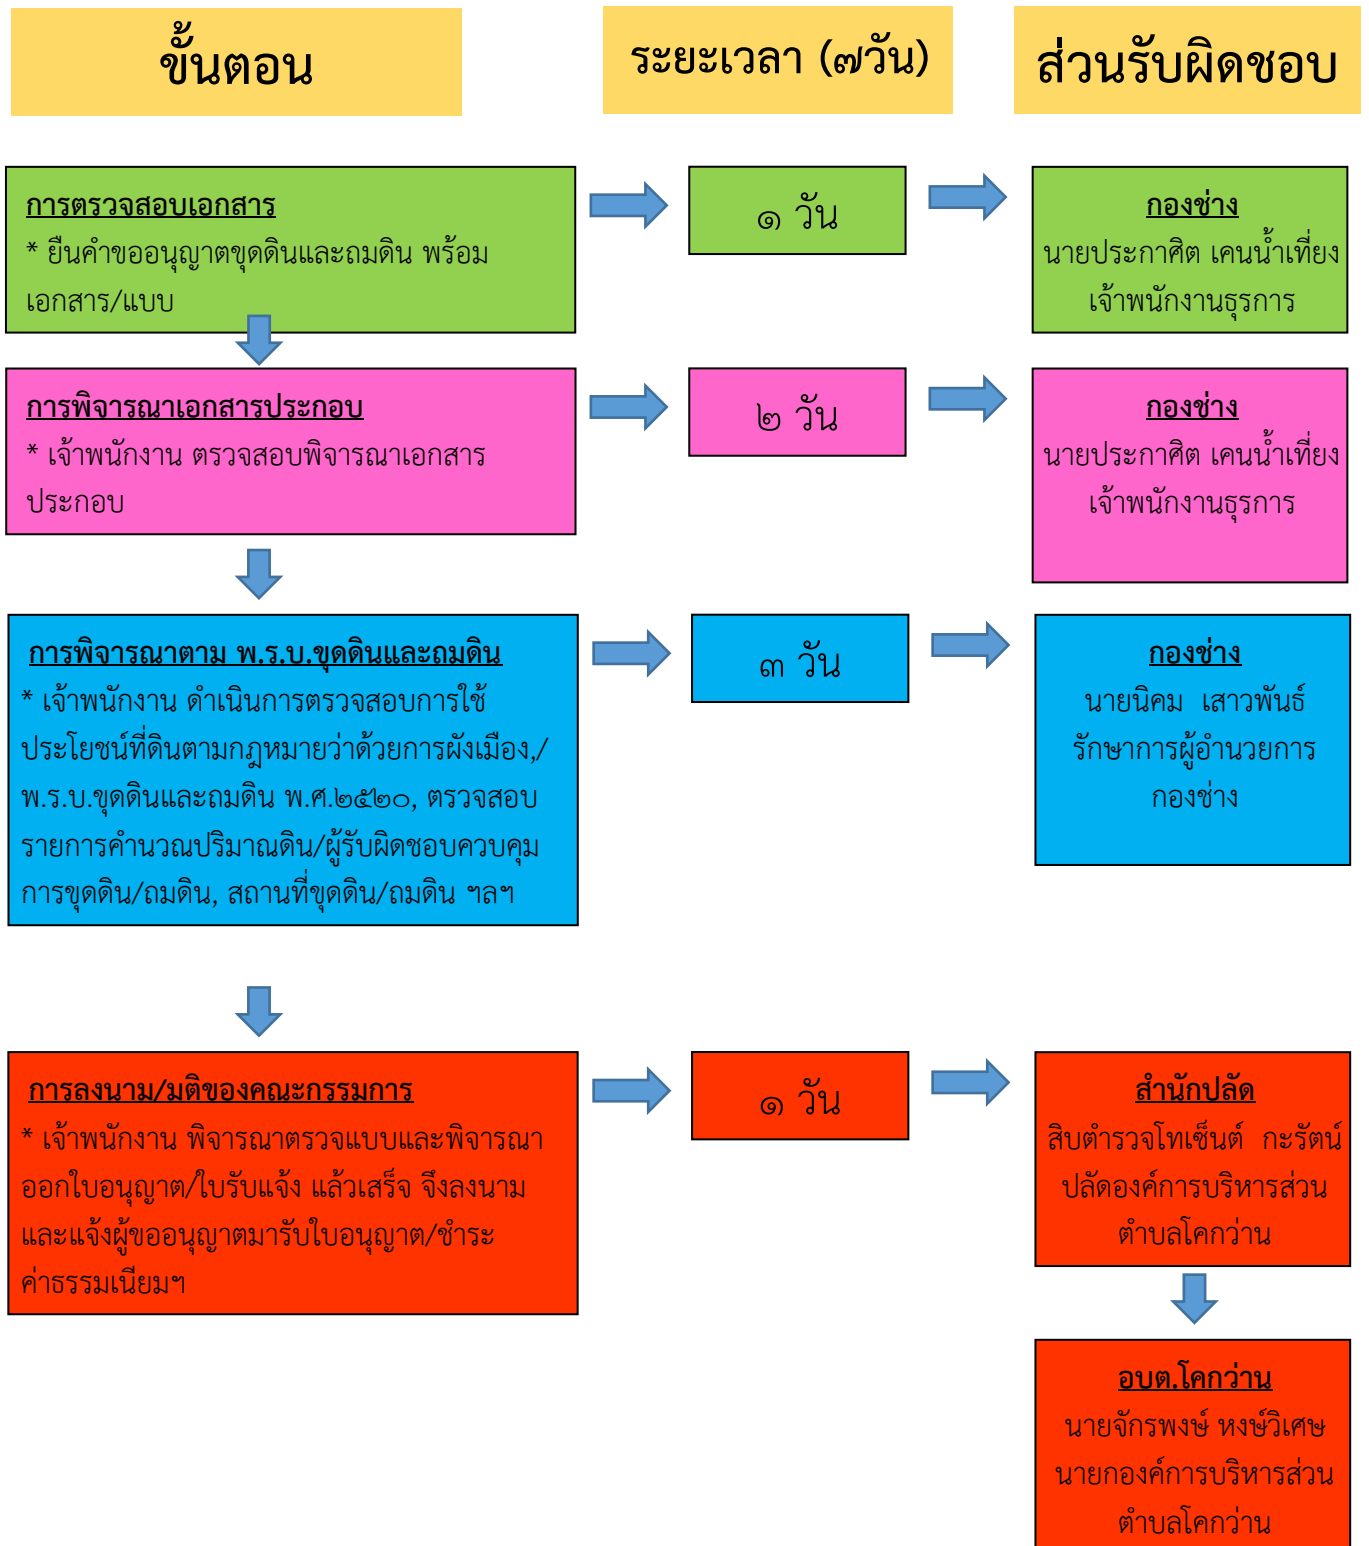 ขั้นตอน
ระยะเวลา (๗วัน)
ส่วนรับผิดชอบ
การตรวจสอบเอกสาร
* ยืนคำขออนุญาตขุดดินและถมดิน พร้อม
เอกสาร/แบบ
๑ วัน
กองช่าง
นายประกาศิต เคนน้ำเที่ยง
เจ้าพนักงานธุรการ
การพิจารณาเอกสารประกอบ
* เจ้าพนักงาน ตรวจสอบพิจารณาเอกสาร
ประกอบ
๒ วัน
กองช่าง
นายประกาศิต เคนน้ำเที่ยง
เจ้าพนักงานธุรการ
การพิจารณาตาม พ.ร.บ.ขุดดินและถมดิน
* เจ้าพนักงาน ดำเนินการตรวจสอบการใช้
ประโยชน์ที่ดินตามกฎหมายว่าด้วยการผังเมือง,/
พ.ร.บ.ขุดดินและถมดิน พ.ศ.๒๕๒๐, ตรวจสอบ
รายการคำนวณปริมาณดิน/ผู้รับผิดชอบควบคุม
การขุดดิน/ถมดิน, สถานที่ขุดดิน/ถมดิน ฯลฯ
๓ วัน
กองช่าง
นายนิคม เสาวพันธ์
รักษาการผู้อำนวยการ
กองช่าง
การลงนาม/มติของคณะกรรมการ
* เจ้าพนักงาน พิจารณาตรวจแบบและพิจารณา
ออกใบอนุญาต/ใบรับแจ้ง แล้วเสร็จ จึงลงนาม
และแจ้งผู้ขออนุญาตมารับใบอนุญาต/ชำระ
ค่าธรรมเนียมฯ
๑ วัน
สำนักปลัด
สิบตำรวจโทเซ็นต์ กะรัตน์
ปลัดองค์การบริหารส่วน
ตำบลโคกว่าน
อบต.โคกว่าน
นายจักรพงษ์ หงษ์วิเศษ
นายกองค์การบริหารส่วน
ตำบลโคกว่าน